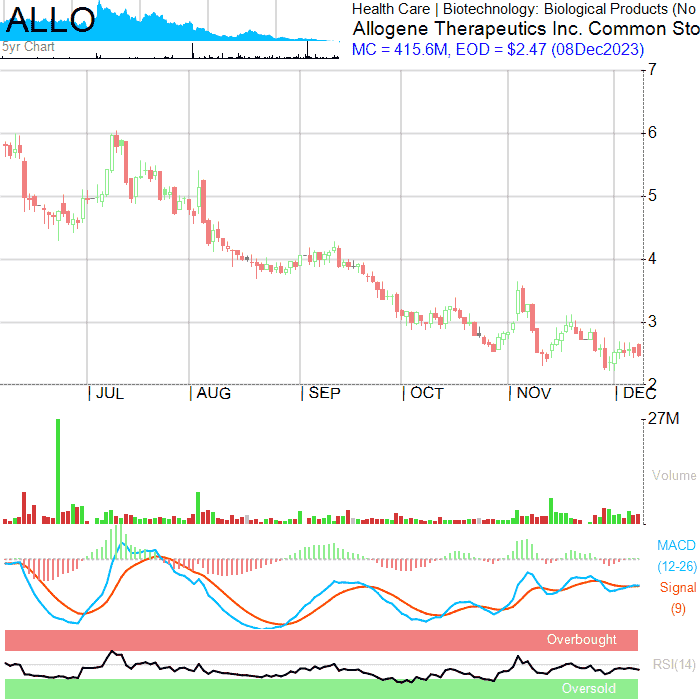 ALLO
5yr Chart
Health Care | Biotechnology: Biological Products (No
Allogene Therapeutics Inc. Common Sto
MC = 415.6M, EOD = $2.47 (08Dec2023)
7
6
5
4
3
2
JUL AUG SEP OCT NOV DEC
27M
Volume
MACD
(12-26)
Signal
(9)
Overbought
RSI(14)
Oversold